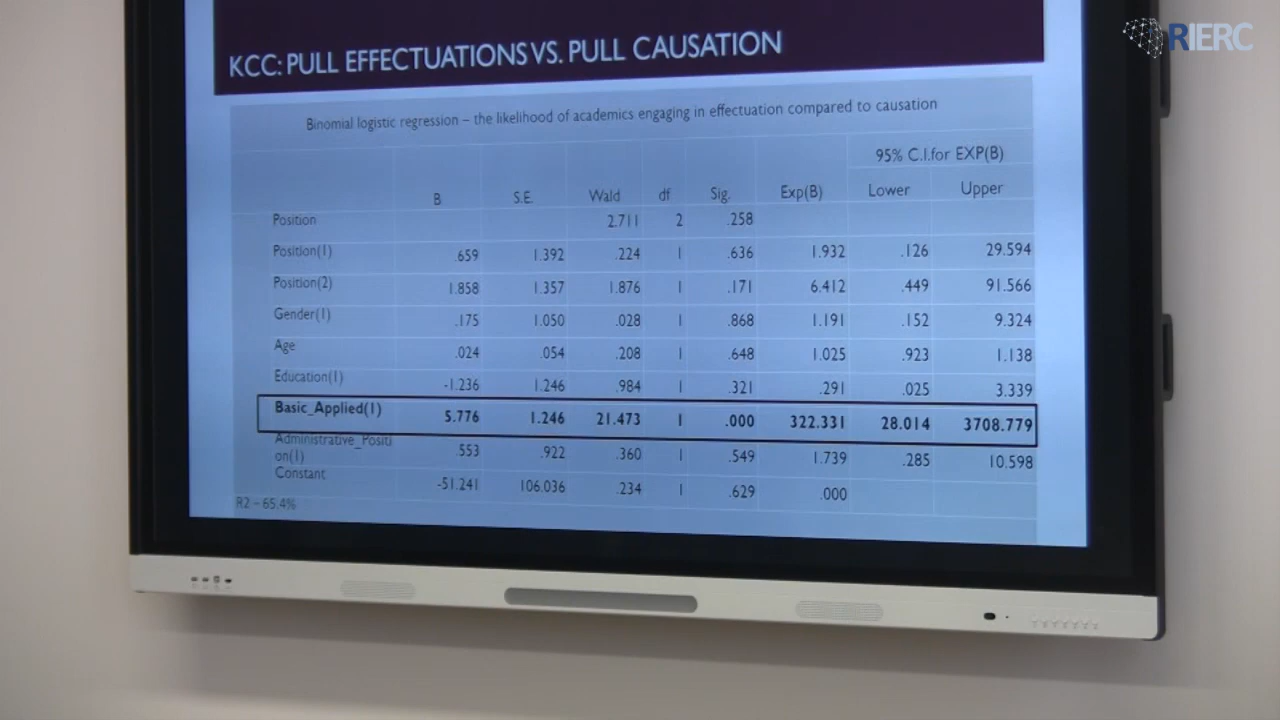 RIERC
KCC: PULL EFFECTUATIONS VS. PULL CAUSATION
Binomial logistic regression – the likelihood of academics engaging in effectuation compared to causation
95% C.I.for EXP(B)
B S.E. Wald df Sig. Exp(B) Lower Upper
Position 2.711 2 .258
Position(1) .659 1.392 .224 1 .636 1.932 .126 29.594
Position(2) 1.858 1.357 1.876 1 .171 6.412 .449 91.566
Gender(1) .175 1.050 .028 1 .868 1.191 .152 9.324
Age .024 .054 .208 1 .648 1.025 .923 1.138
Education(1) -1.236 1.246 .984 1 .321 .291 .025 3.339
Basic_Applied(1) 5.776 1.246 21.473 1 .000 322.331 28.014 3708.779
Administrative_Positi
on(1) .553 .922 .360 1 .549 1.739 .285 10.598
Constant -51.241 106.036 .234 1 .629 .000
R2 – 65.4%